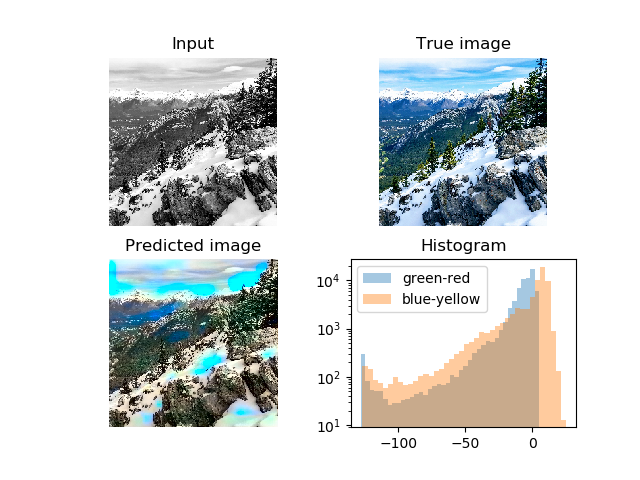 Input
True image
Predicted image
Histogram
green-red
blue-yellow
10⁴
10³
10²
10¹
−100
−50
0